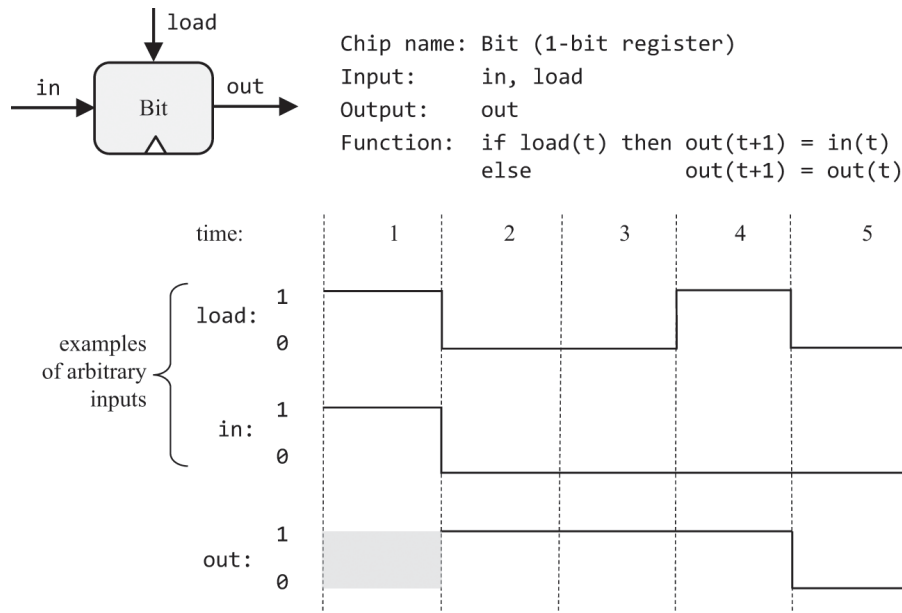 load
in
out
Bit
Chip name: Bit (1-bit register)
Input: in, load
Output: out
Function: if load(t) then out(t+1) = in(t)
else out(t+1) = out(t)
time: 1 2 3 4 5
examples
of arbitrary
inputs
load:
1
0
in:
1
0
out:
1
0